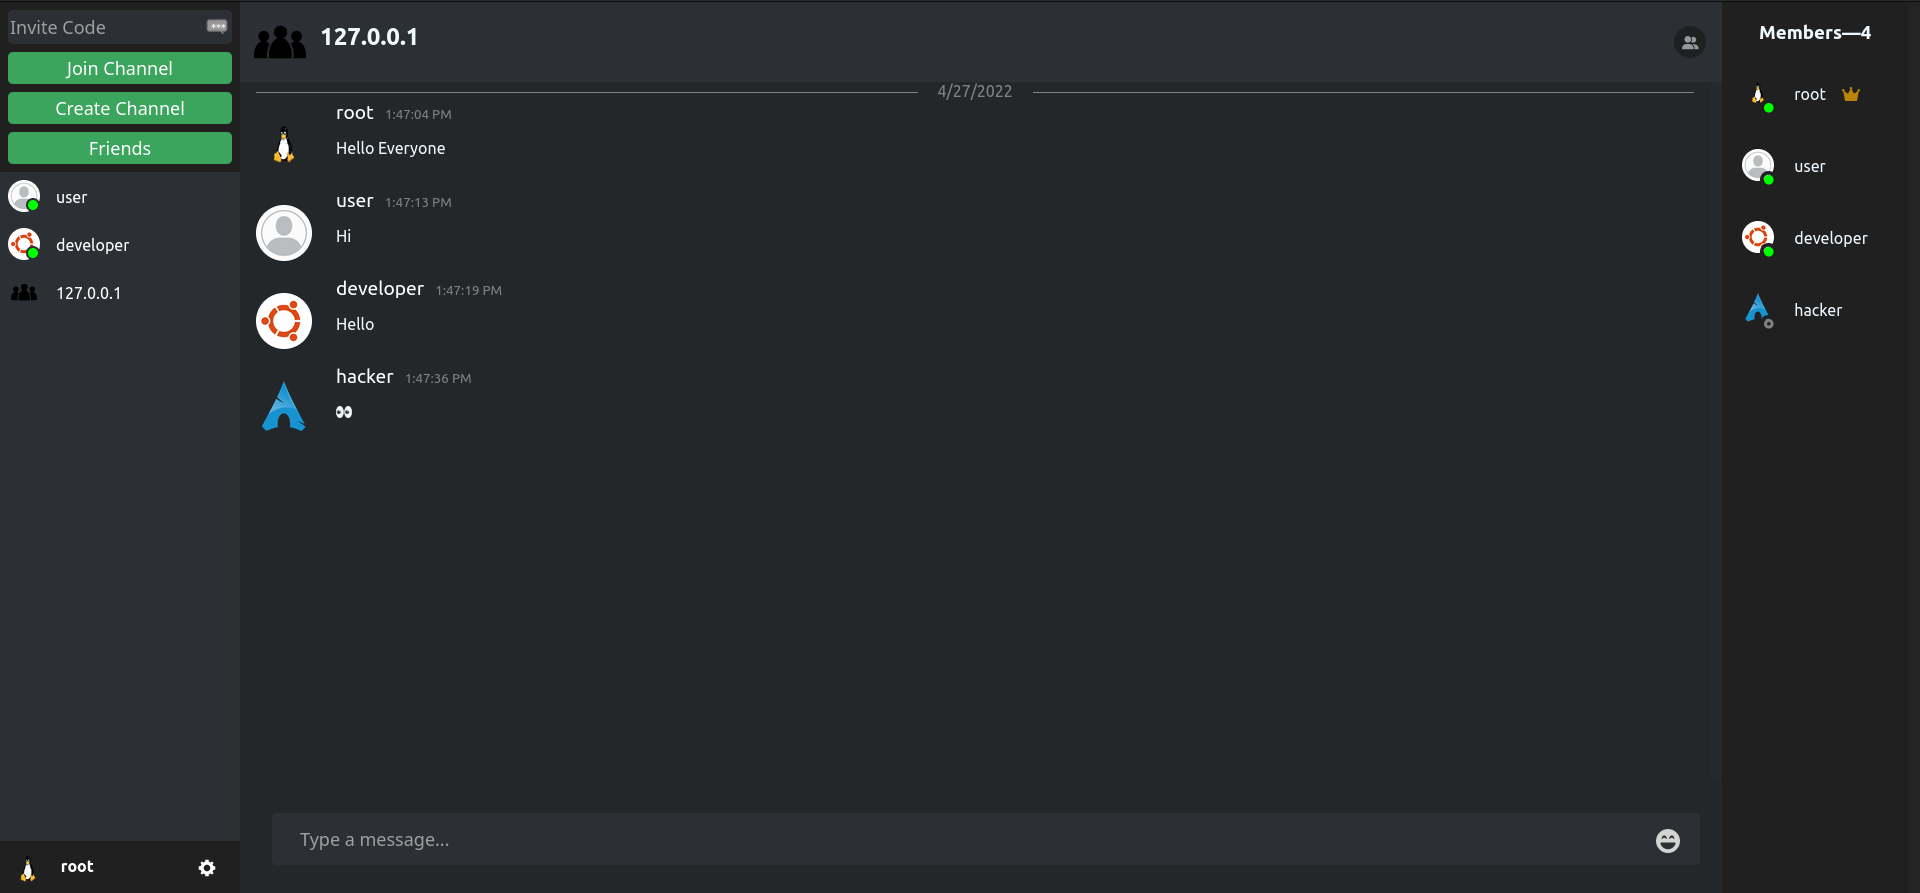 Invite Code
Join Channel
Create Channel
Friends
user
developer
127.0.0.1
root
127.0.0.1
4/27/2022
root 1:47:04 PM
Hello Everyone
user 1:47:13 PM
Hi
developer 1:47:19 PM
Hello
hacker 1:47:36 PM
👀
Type a message...
Members—4
root
user
developer
hacker